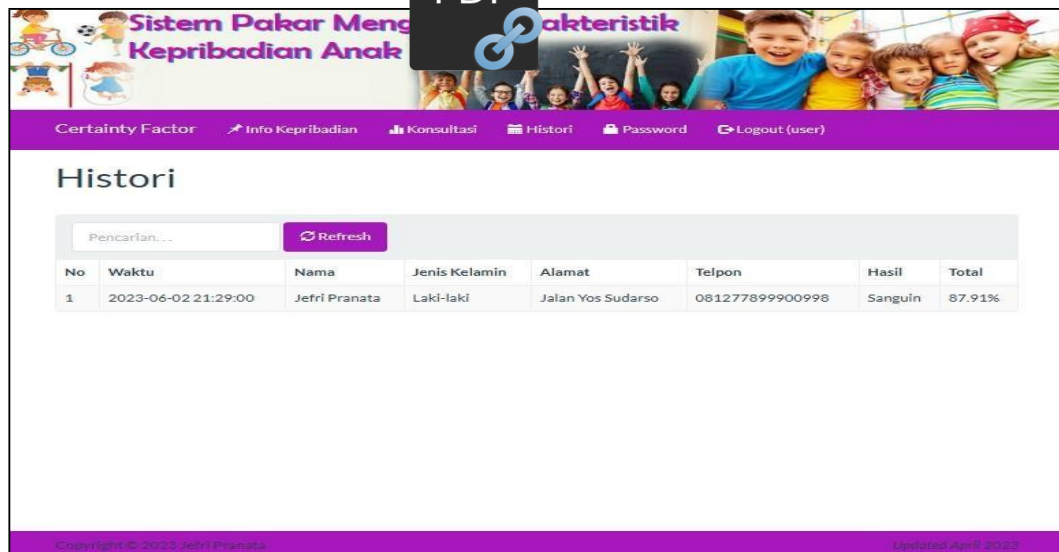 PDF
Sistem Pakar Meng akteristik
Kepribadian Anak
Certainty Factor Info Kepribadian Konsultasi Histori Password Logout (user)
Histori
Pencarian... Refresh
No Waktu Nama Jenis Kelamin Alamat Telpon Hasil Total
1 2023-06-02 21:29:00 Jefri Pranata Laki-laki Jalan Yos Sudarso 081277899900998 Sanguin 87.91%
Copyright © 2023 Jefri Pranata Updated April 2023